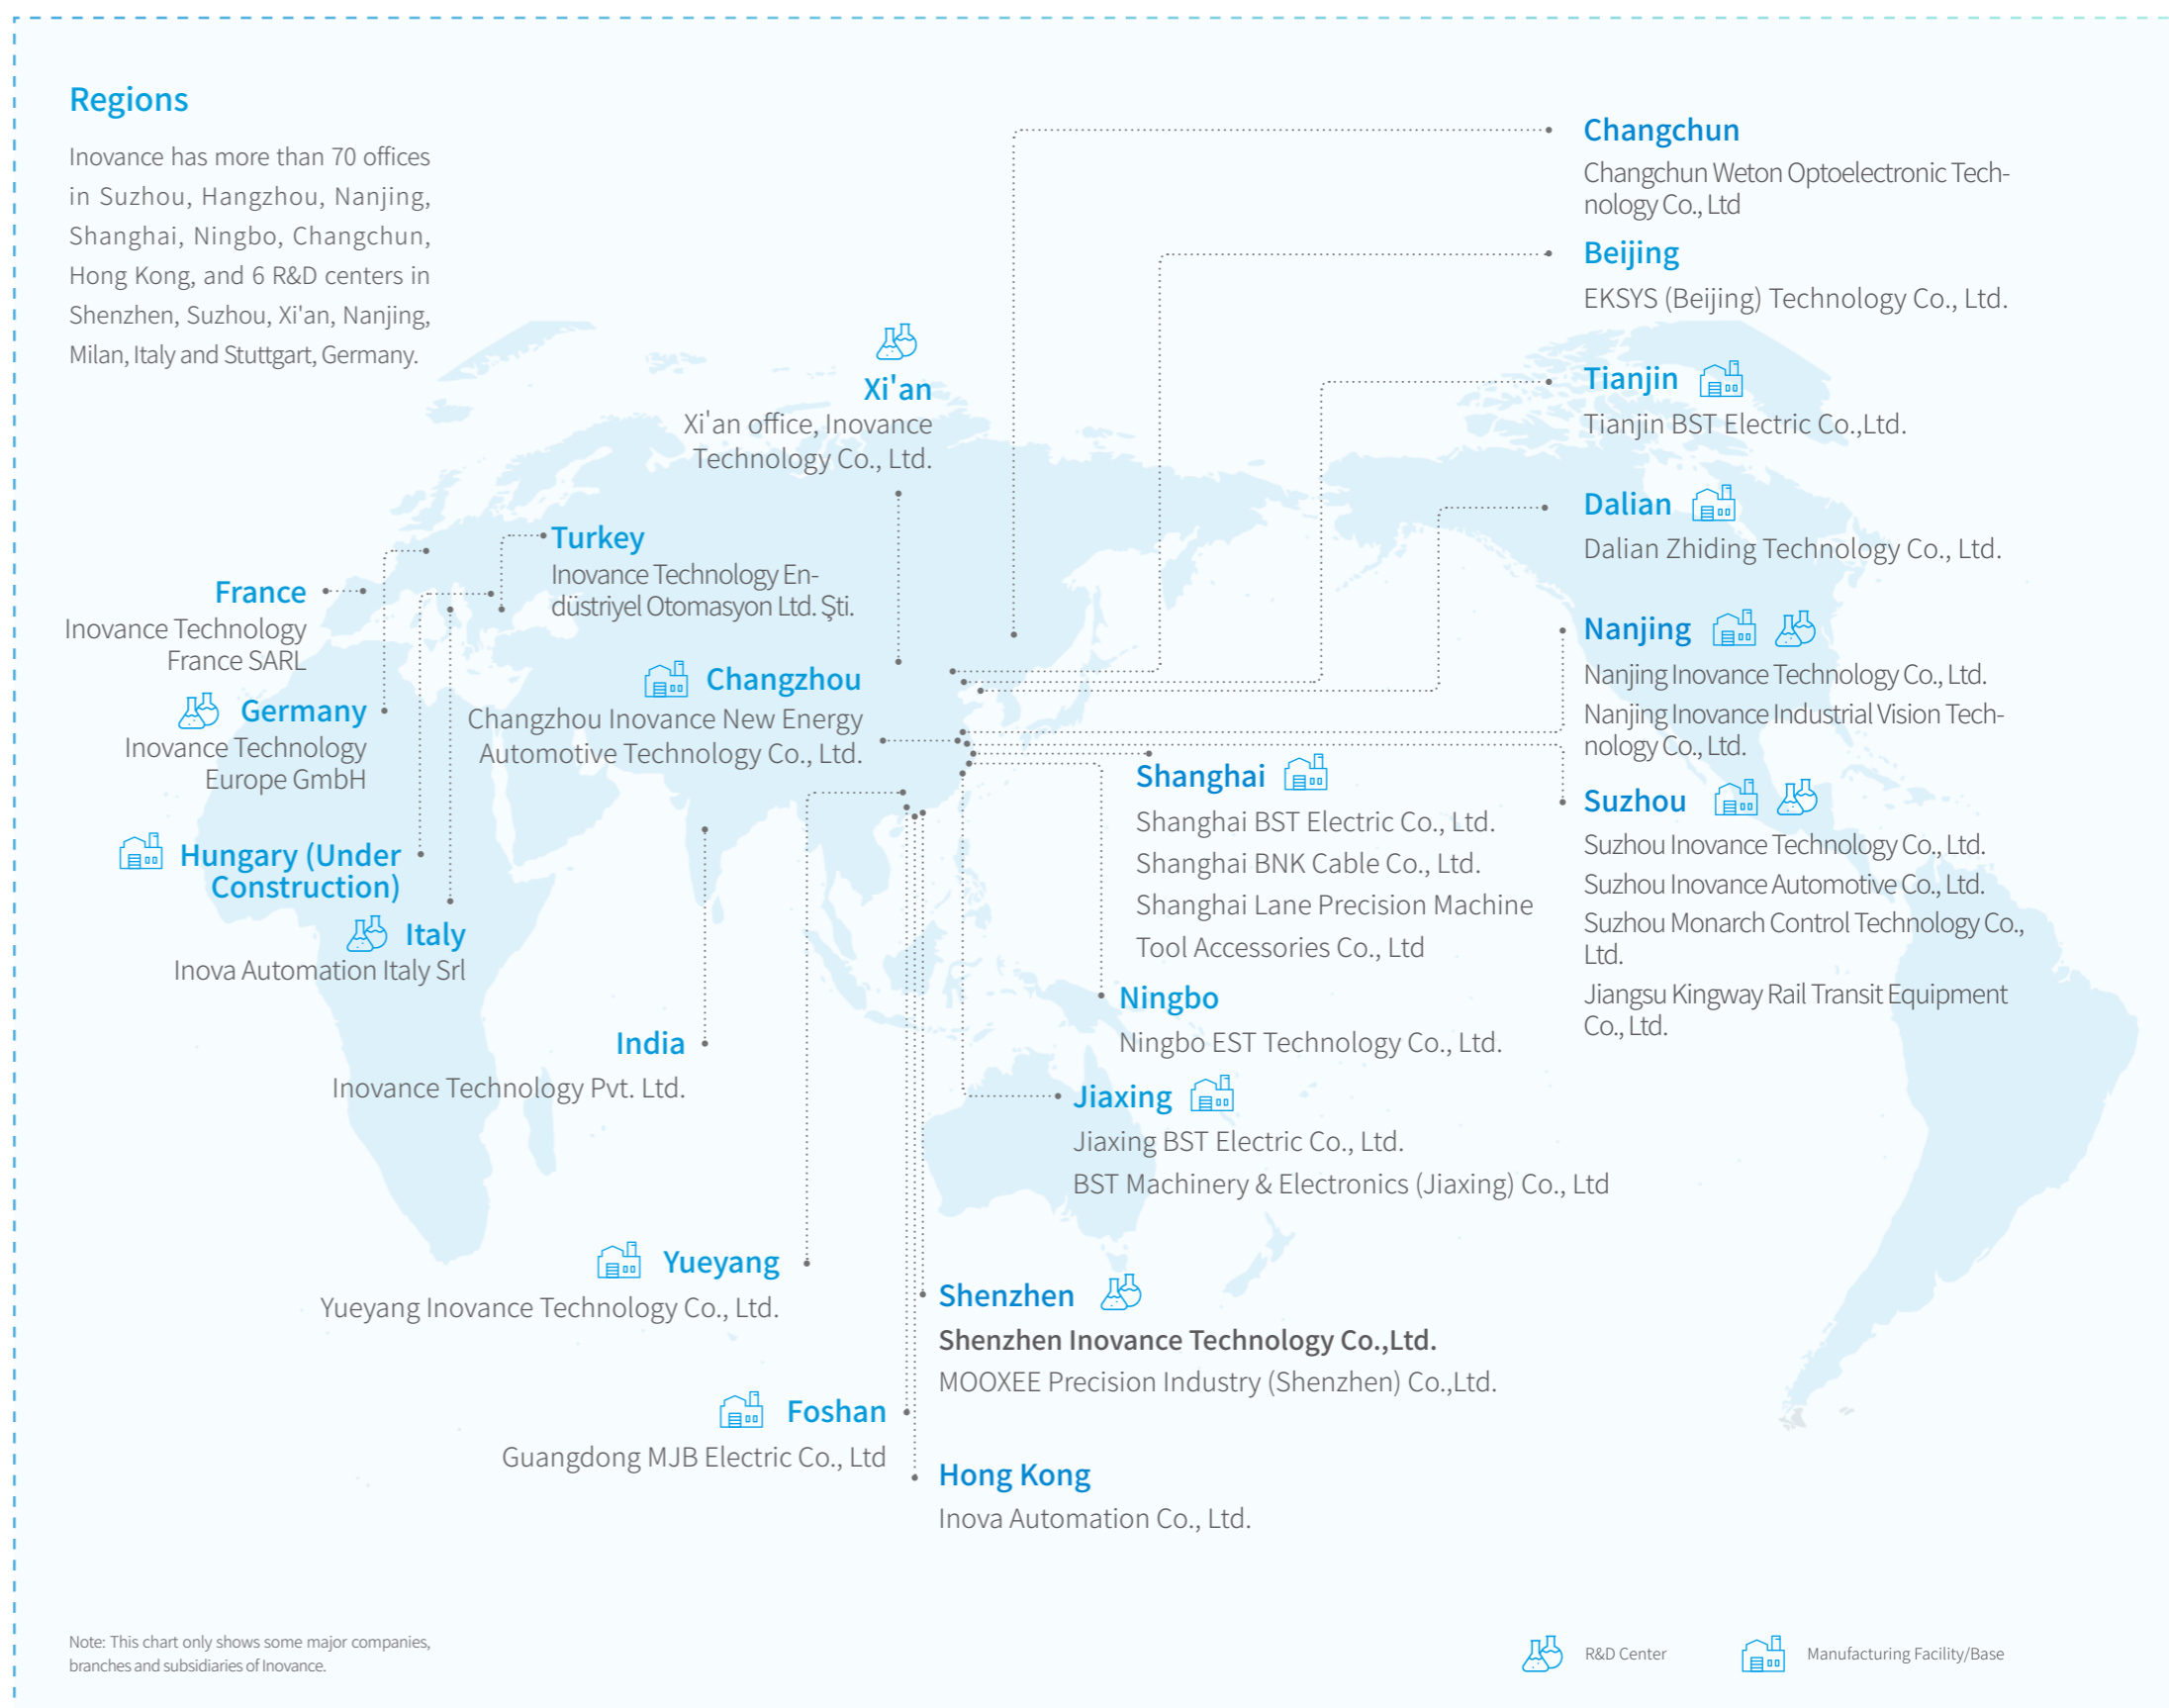 Regions
Inovance has more than 70 offices
in Suzhou, Hangzhou, Nanjing,
Shanghai, Ningbo, Changchun,
Hong Kong, and 6 R&D centers in
Shenzhen, Suzhou, Xi'an, Nanjing,
Milan, Italy and Stuttgart, Germany.
Xi'an
Xi'an office, Inovance
Technology Co., Ltd.
Turkey
Inovance Technology En-
düstriyel Otomasyon Ltd. Şti.
France
Inovance Technology
France SARL
Changzhou
Changzhou Inovance New Energy
Automotive Technology Co., Ltd.
Germany
Inovance Technology
Europe GmbH
Hungary (Under
Construction)
Italy
Inova Automation Italy Srl
India
Inovance Technology Pvt. Ltd.
Yueyang
Yueyang Inovance Technology Co., Ltd.
Foshan
Guangdong MJB Electric Co., Ltd
Changchun
Changchun Weton Optoelectronic Tech-
nology Co., Ltd
Beijing
EKSYS (Beijing) Technology Co., Ltd.
Tianjin
Tianjin BST Electric Co.,Ltd.
Dalian
Dalian Zhiding Technology Co., Ltd.
Nanjing
Nanjing Inovance Technology Co., Ltd.
Nanjing Inovance Industrial Vision Tech-
nology Co., Ltd.
Suzhou
Suzhou Inovance Technology Co., Ltd.
Suzhou Inovance Automotive Co., Ltd.
Suzhou Monarch Control Technology Co.,
Ltd.
Jiangsu Kingway Rail Transit Equipment
Co., Ltd.
Shanghai
Shanghai BST Electric Co., Ltd.
Shanghai BNK Cable Co., Ltd.
Shanghai Lane Precision Machine
Tool Accessories Co., Ltd
Ningbo
Ningbo EST Technology Co., Ltd.
Jiaxing
Jiaxing BST Electric Co., Ltd.
BST Machinery & Electronics (Jiaxing) Co., Ltd
Shenzhen
Shenzhen Inovance Technology Co.,Ltd.
MOOXEE Precision Industry (Shenzhen) Co.,Ltd.
Hong Kong
Inova Automation Co., Ltd.
Note: This chart only shows some major companies,
branches and subsidiaries of Inovance.
R&D Center
Manufacturing Facility/Base